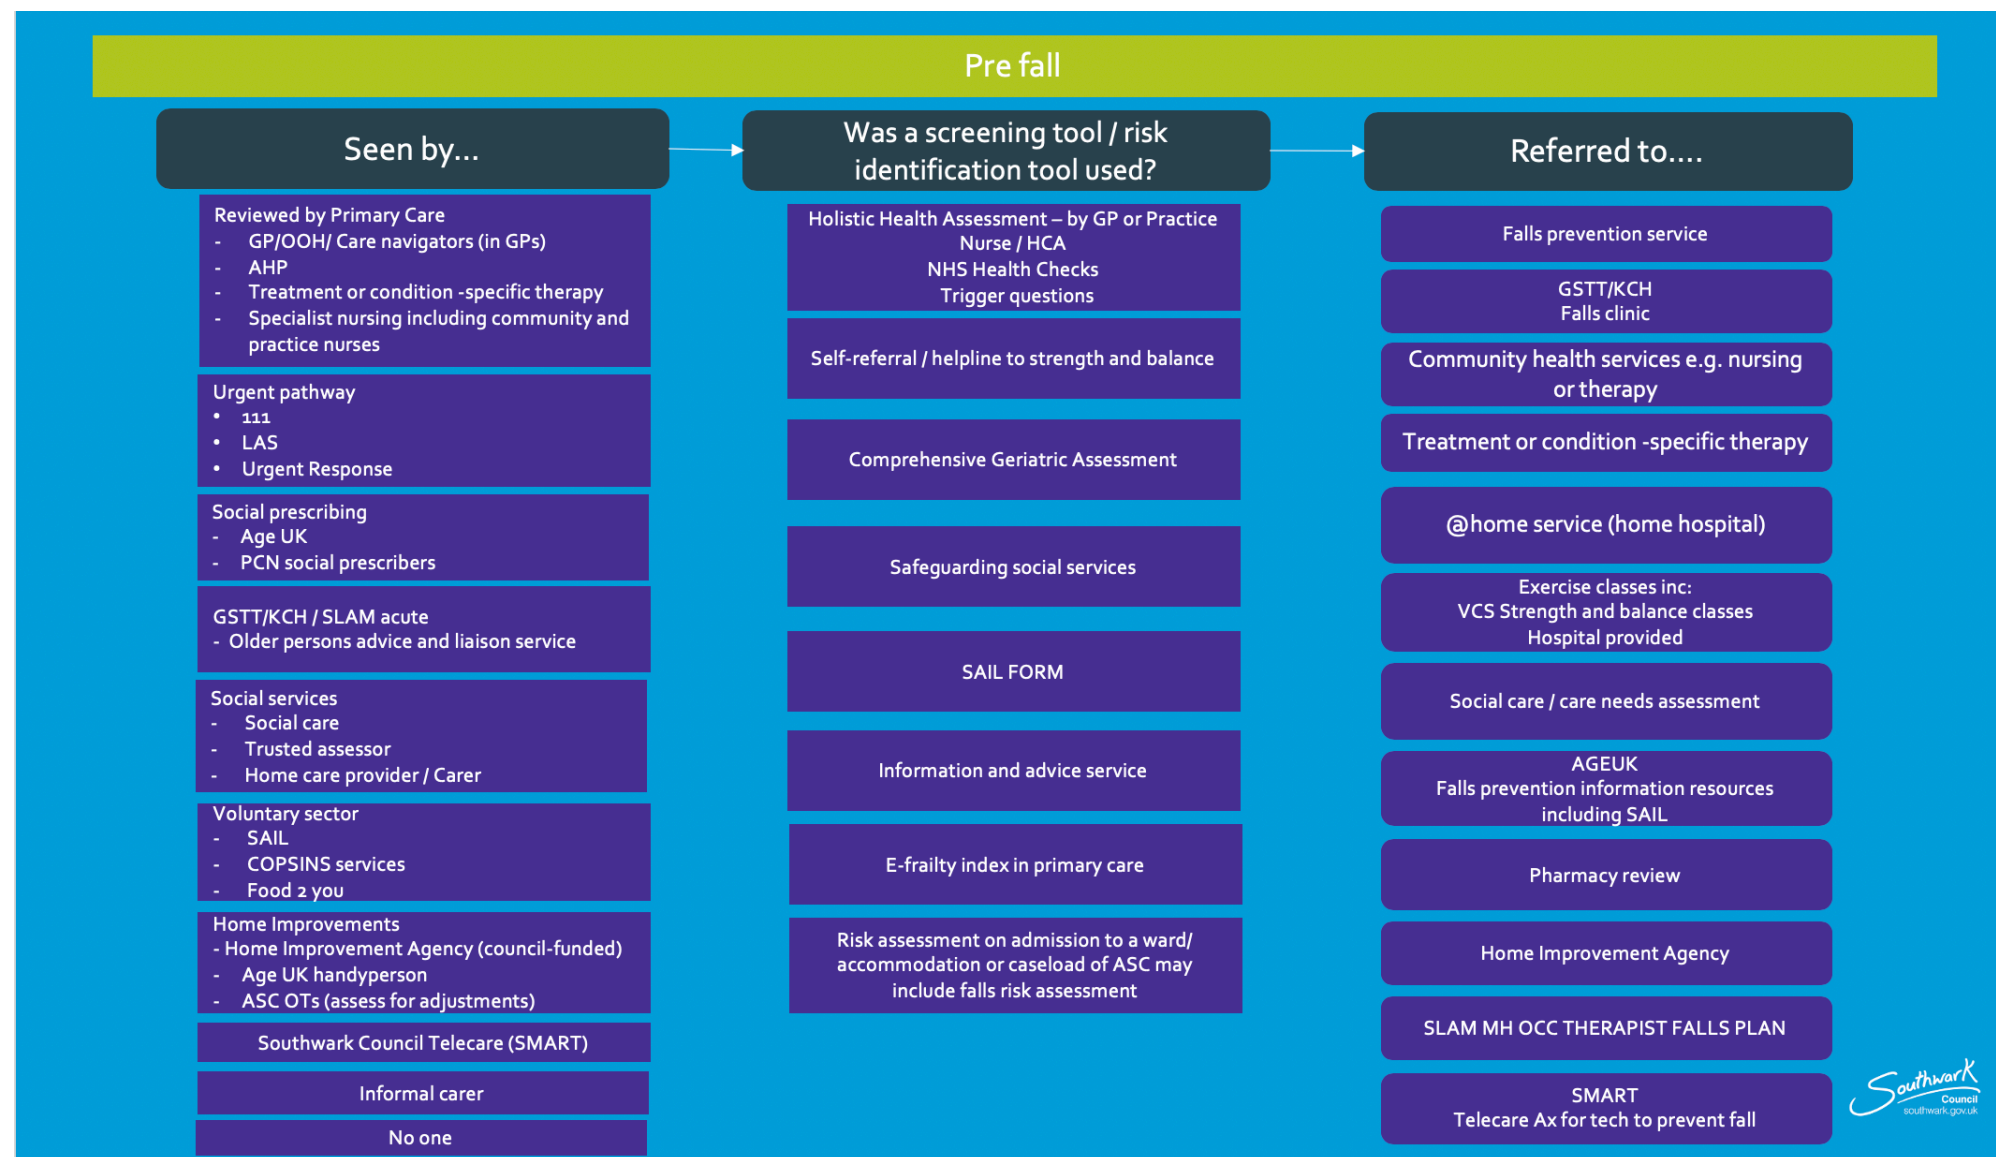 Pre fall
Seen by...
Reviewed by Primary Care
- GP/OOH/ Care navigators (in GPs)
- AHP
- Treatment or condition -specific therapy
- Specialist nursing including community and
practice nurses
Urgent pathway
• 111
• LAS
• Urgent Response
Social prescribing
- Age UK
- PCN social prescribers
GSTT/KCH / SLAM acute
- Older persons advice and liaison service
Social services
- Social care
- Trusted assessor
- Home care provider / Carer
Voluntary sector
- SAIL
- COPSINS services
- Food 2 you
Home Improvements
- Home Improvement Agency (council-funded)
- Age UK handyperson
- ASC OTs (assess for adjustments)
Southwark Council Telecare (SMART)
Informal carer
No one
Was a screening tool / risk
identification tool used?
Holistic Health Assessment – by GP or Practice
Nurse / HCA
NHS Health Checks
Trigger questions
Self-referral / helpline to strength and balance
Comprehensive Geriatric Assessment
Safeguarding social services
SAIL FORM
Information and advice service
E-frailty index in primary care
Risk assessment on admission to a ward/
accommodation or caseload of ASC may
include falls risk assessment
Referred to....
Falls prevention service
GSTT/KCH
Falls clinic
Community health services e.g. nursing
or therapy
Treatment or condition -specific therapy
@home service (home hospital)
Exercise classes inc:
VCS Strength and balance classes
Hospital provided
Social care / care needs assessment
AGEUK
Falls prevention information resources
including SAIL
Pharmacy review
Home Improvement Agency
SLAM MH OCC THERAPIST FALLS PLAN
SMART
Telecare Ax for tech to prevent fall
Southwark
Council
southwark.gov.uk